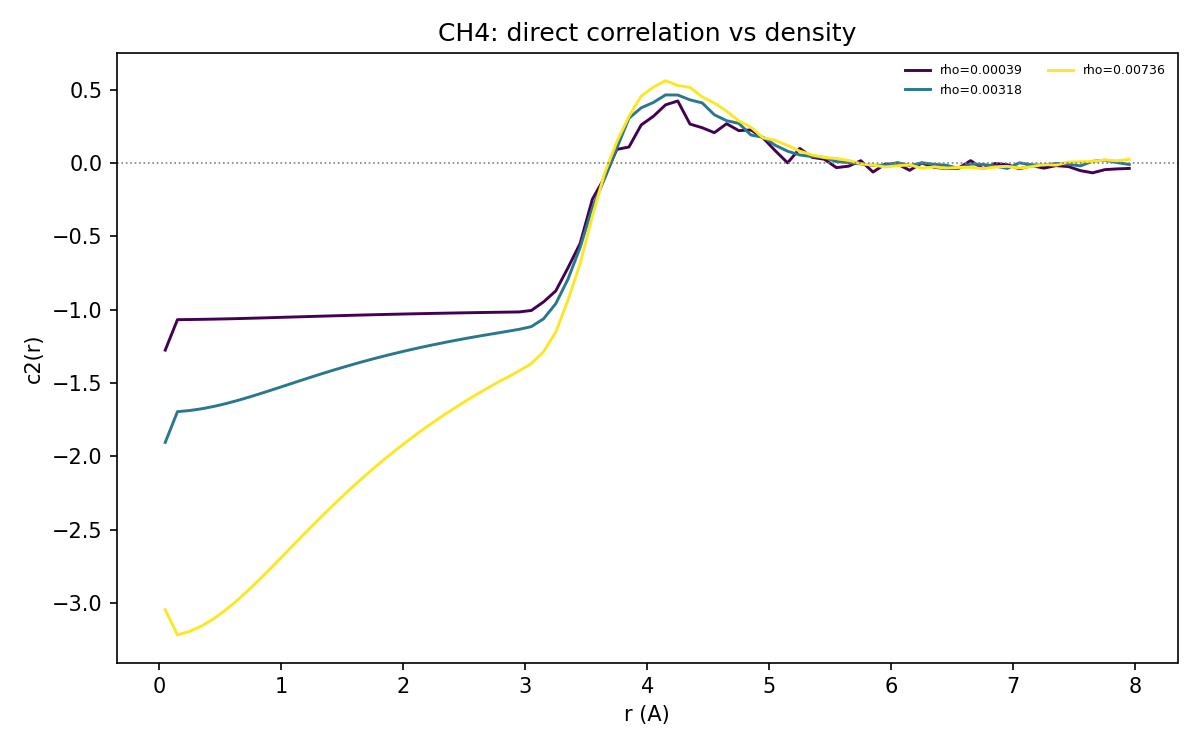 CH4: direct correlation vs density
rho=0.00039
rho=0.00318
rho=0.00736
c2(r)
0.5
0.0
−0.5
−1.0
−1.5
−2.0
−2.5
−3.0
0 1 2 3 4 5 6 7 8
r (A)